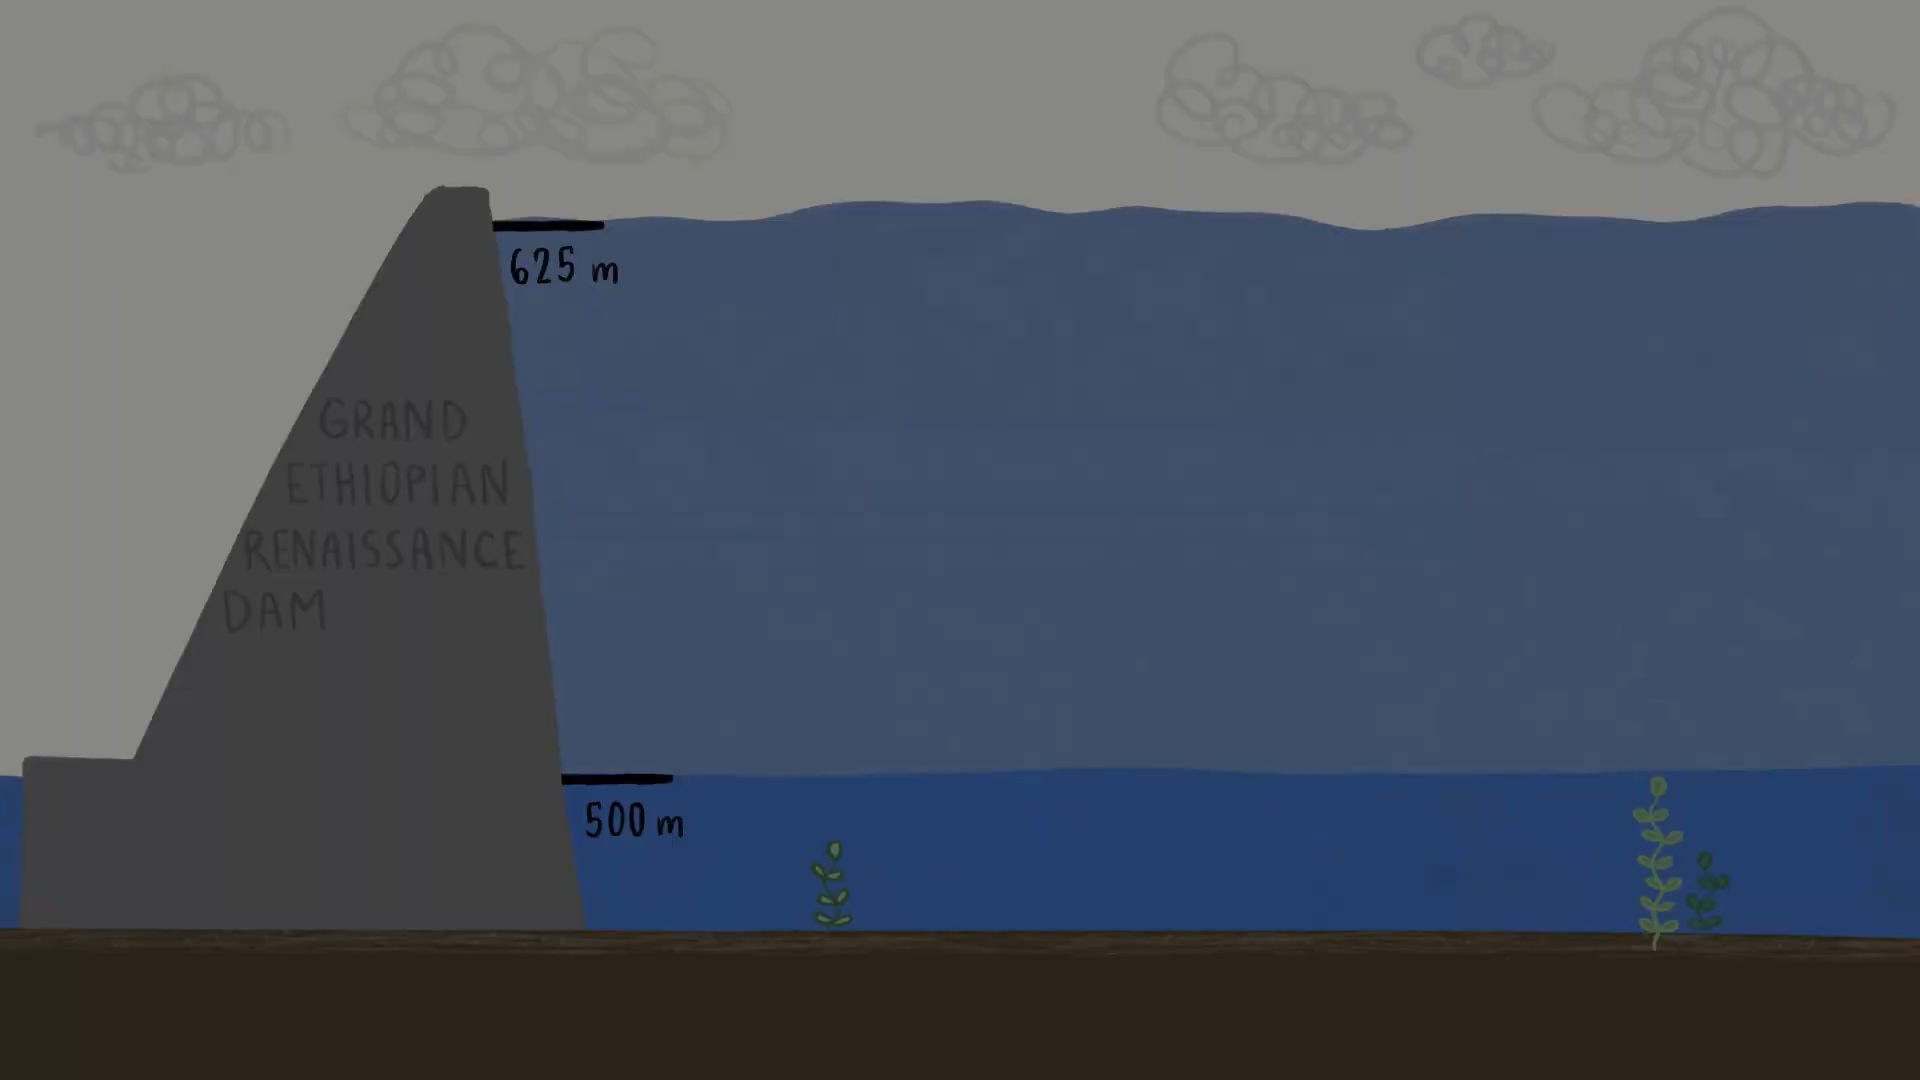 625 m
GRAND
ETHIOPIAN
RENAISSANCE
DAM
500 m